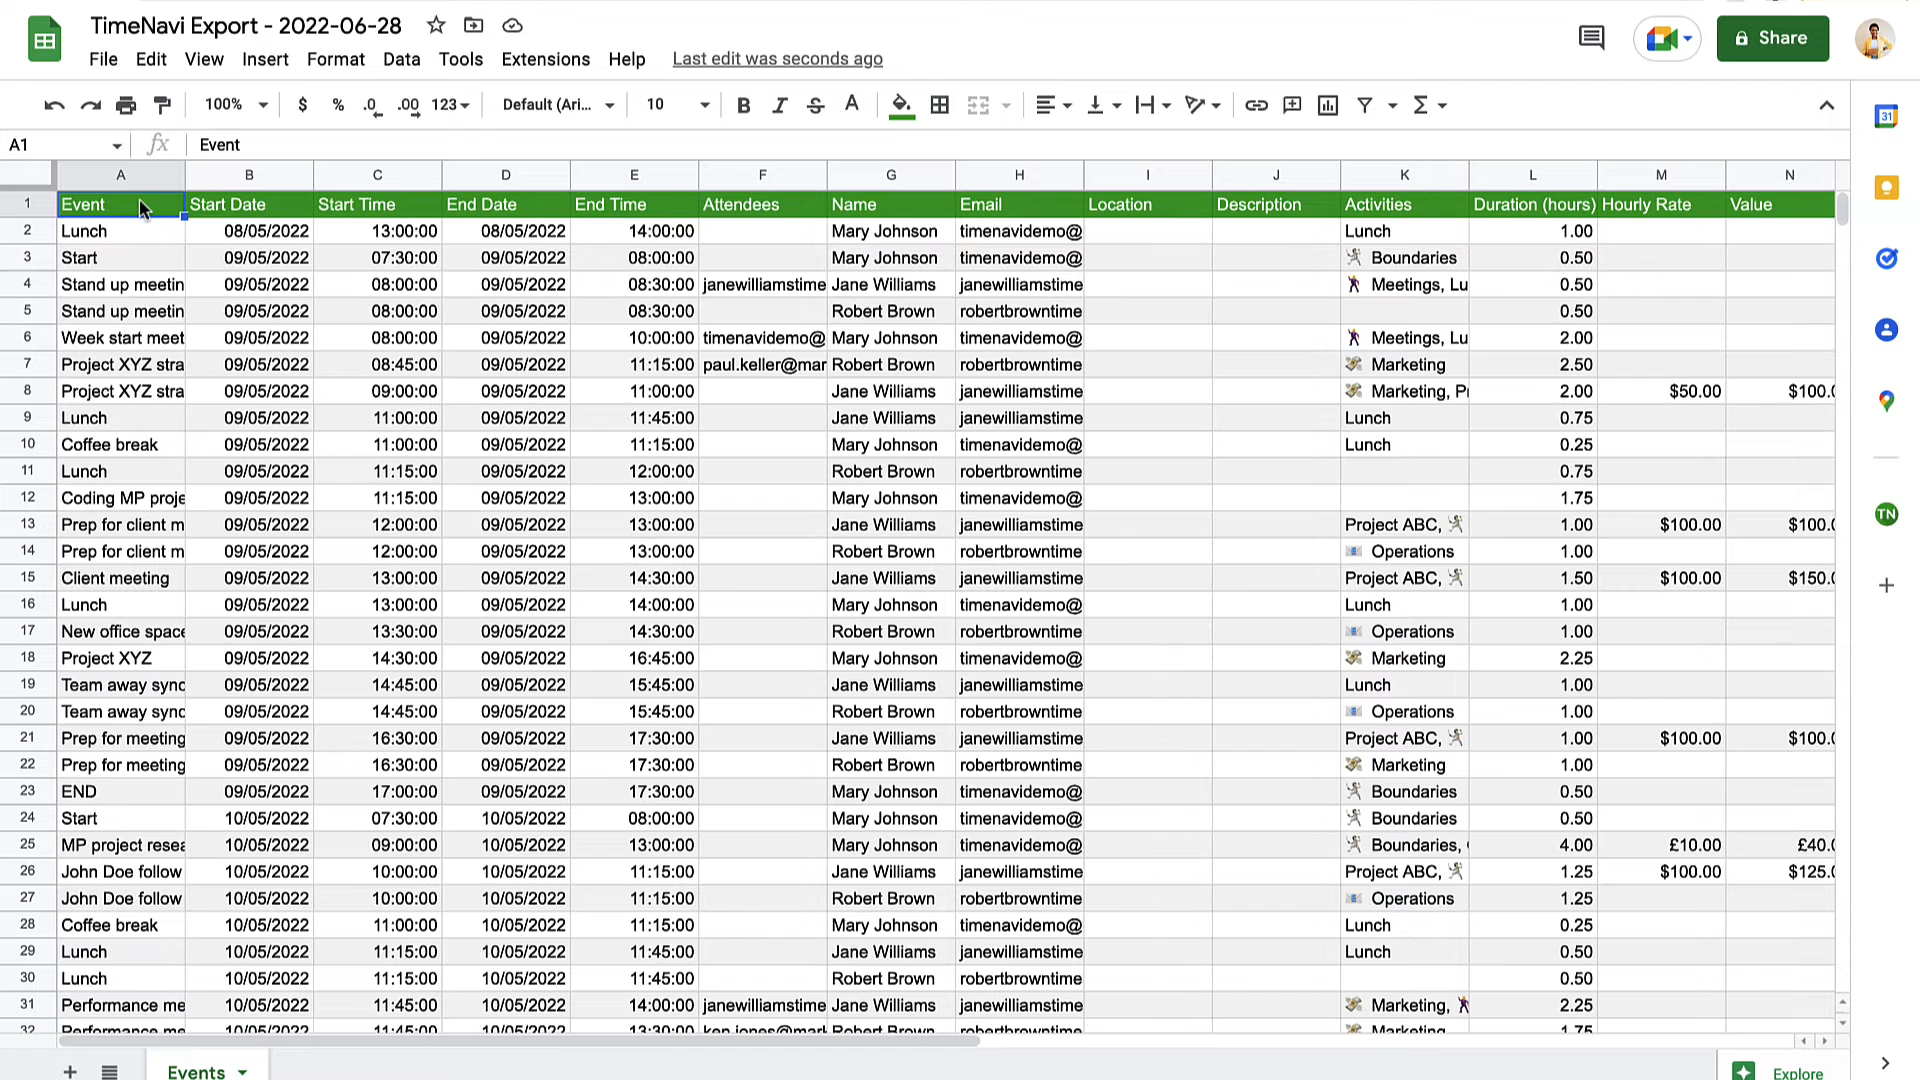 TimeNavi Export - 2022-06-28
File Edit View Insert Format Data Tools Extensions Help Last edit was seconds ago
Share
100% $ % .0 .00 123 Default (Ari... 10 B I S A
31
A1 fx Event
A B C D E F G H I J K L M N
1 Event Start Date Start Time End Date End Time Attendees Name Email Location Description Activities Duration (hours) Hourly Rate Value
2 Lunch 08/05/2022 13:00:00 08/05/2022 14:00:00 Mary Johnson timenavidemo@ Lunch 1.00
3 Start 09/05/2022 07:30:00 09/05/2022 08:00:00 Mary Johnson timenavidemo@ Boundaries 0.50
4 Stand up meetin 09/05/2022 08:00:00 09/05/2022 08:30:00 janewilliamstime Jane Williams janewilliamstime Meetings, Lu 0.50
5 Stand up meetin 09/05/2022 08:00:00 09/05/2022 08:30:00 Robert Brown robertbrowntime 0.50
6 Week start meet 09/05/2022 08:00:00 09/05/2022 10:00:00 timenavidemo@ Mary Johnson timenavidemo@ Meetings, Lu 2.00
7 Project XYZ stra 09/05/2022 08:45:00 09/05/2022 11:15:00 paul.keller@mar Robert Brown robertbrowntime Marketing 2.50
8 Project XYZ stra 09/05/2022 09:00:00 09/05/2022 11:00:00 Jane Williams janewilliamstime Marketing, Pr 2.00 $50.00 $100.0
9 Lunch 09/05/2022 11:00:00 09/05/2022 11:45:00 Jane Williams janewilliamstime Lunch 0.75
10 Coffee break 09/05/2022 11:00:00 09/05/2022 11:15:00 Mary Johnson timenavidemo@ Lunch 0.25
11 Lunch 09/05/2022 11:15:00 09/05/2022 12:00:00 Robert Brown robertbrowntime 0.75
12 Coding MP proje 09/05/2022 11:15:00 09/05/2022 13:00:00 Mary Johnson timenavidemo@ 1.75
13 Prep for client m 09/05/2022 12:00:00 09/05/2022 13:00:00 Jane Williams janewilliamstime Project ABC, 1.00 $100.00 $100.0
14 Prep for client m 09/05/2022 12:00:00 09/05/2022 13:00:00 Robert Brown robertbrowntime Operations 1.00
TN
15 Client meeting 09/05/2022 13:00:00 09/05/2022 14:30:00 Jane Williams janewilliamstime Project ABC, 1.50 $100.00 $150.0
16 Lunch 09/05/2022 13:00:00 09/05/2022 14:00:00 Mary Johnson timenavidemo@ Lunch 1.00
17 New office space 09/05/2022 13:30:00 09/05/2022 14:30:00 Robert Brown robertbrowntime Operations 1.00
18 Project XYZ 09/05/2022 14:30:00 09/05/2022 16:45:00 Mary Johnson timenavidemo@ Marketing 2.25
19 Team away sync 09/05/2022 14:45:00 09/05/2022 15:45:00 Jane Williams janewilliamstime Lunch 1.00
20 Team away sync 09/05/2022 14:45:00 09/05/2022 15:45:00 Robert Brown robertbrowntime Operations 1.00
21 Prep for meeting 09/05/2022 16:30:00 09/05/2022 17:30:00 Jane Williams janewilliamstime Project ABC, 1.00 $100.00 $100.0
22 Prep for meeting 09/05/2022 16:30:00 09/05/2022 17:30:00 Robert Brown robertbrowntime Marketing 1.00
23 END 09/05/2022 17:00:00 09/05/2022 17:30:00 Mary Johnson timenavidemo@ Boundaries 0.50
24 Start 10/05/2022 07:30:00 10/05/2022 08:00:00 Mary Johnson timenavidemo@ Boundaries 0.50
25 MP project resea 10/05/2022 09:00:00 10/05/2022 13:00:00 Mary Johnson timenavidemo@ Boundaries, 4.00 £10.00 £40.0
26 John Doe follow 10/05/2022 10:00:00 10/05/2022 11:15:00 Jane Williams janewilliamstime Project ABC, 1.25 $100.00 $125.0
27 John Doe follow 10/05/2022 10:00:00 10/05/2022 11:15:00 Robert Brown robertbrowntime Operations 1.25
28 Coffee break 10/05/2022 11:00:00 10/05/2022 11:15:00 Mary Johnson timenavidemo@ Lunch 0.25
29 Lunch 10/05/2022 11:15:00 10/05/2022 11:45:00 Jane Williams janewilliamstime Lunch 0.50
30 Lunch 10/05/2022 11:15:00 10/05/2022 11:45:00 Robert Brown robertbrowntime 0.50
31 Performance me 10/05/2022 11:45:00 10/05/2022 14:00:00 janewilliamstime Jane Williams janewilliamstime Marketing, 2.25
32 Performance me 10/05/2022 11:45:00 10/05/2022 13:30:00 ken.jones@mark Robert Brown robertbrowntime Marketing 1.75
Events Explore